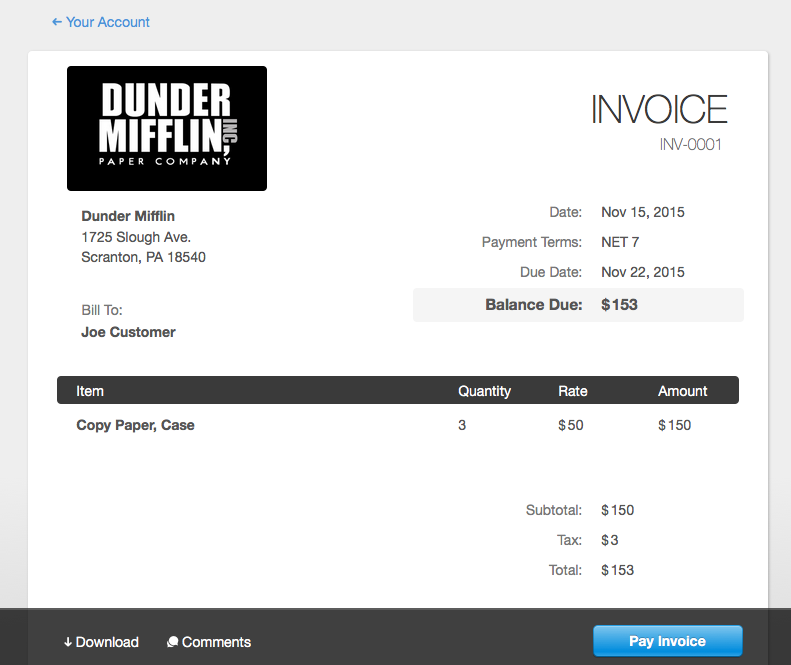 ← Your Account
DUNDER
MIFFLIN, INC
PAPER COMPANY
INVOICE
INV-0001
Dunder Mifflin
1725 Slough Ave.
Scranton, PA 18540
Date: Nov 15, 2015
Payment Terms: NET 7
Due Date: Nov 22, 2015
Balance Due: $153
Bill To:
Joe Customer
Item Quantity Rate Amount
Copy Paper, Case 3 $50 $150
Subtotal: $150
Tax: $3
Total: $153
↓ Download Comments Pay Invoice